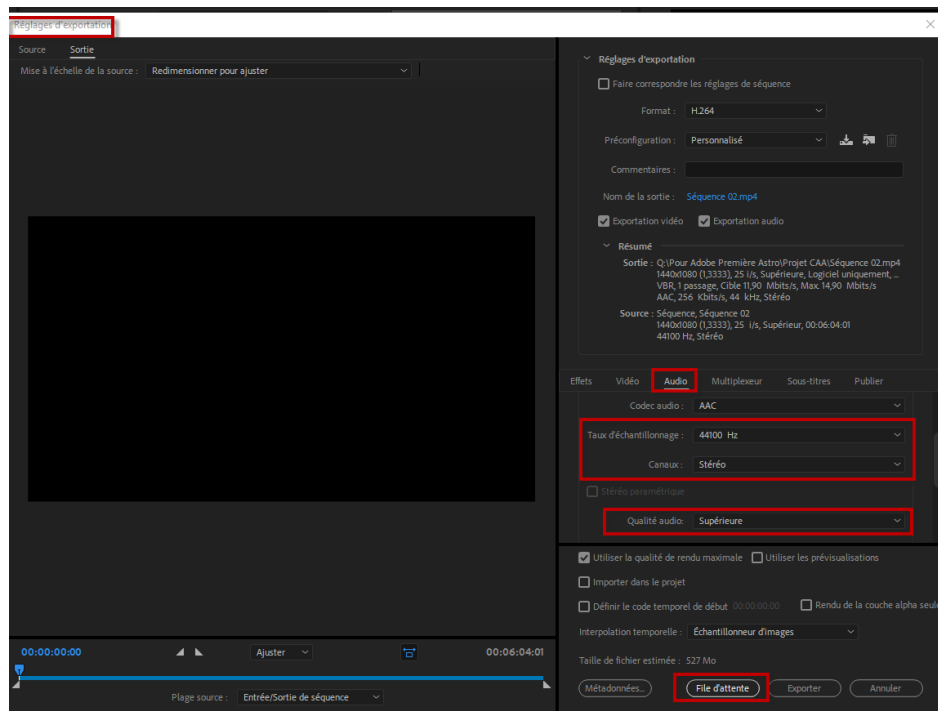 Réglages d'exportation
Source Sortie
Mise à l'échelle de la source : Redimensionner pour ajuster
Réglages d'exportation
Faire correspondre les réglages de séquence
Format : H.264
Préconfiguration : Personnalisé
Commentaires :
Nom de la sortie : Séquence 02.mp4
Exportation vidéo Exportation audio
Résumé
Sortie : Q:\Pour Adobe Première Astro\Projet CAA\Séquence 02.mp4
1440x1080 (1,3333), 25 i/s, Supérieure, Logiciel uniquement, ...
VBR, 1 passage, Cible 11,90 Mbits/s, Max. 14,90 Mbits/s
AAC, 256 Kbits/s, 44 kHz, Stéréo
Source : Séquence, Séquence 02
1440x1080 (1,3333), 25 i/s, Supérieur, 00:06:04:01
44100 Hz, Stéréo
Effets Vidéo Audio Multiplexeur Sous-titres Publier
Codec audio : AAC
Taux d'échantillonnage : 44100 Hz
Canaux : Stéréo
Stéréo paramétrique
Qualité audio: Supérieure
Utiliser la qualité de rendu maximale Utiliser les prévisualisations
Importer dans le projet
Définir le code temporel de début 00:00:00:00 Rendu de la couche alpha seul
Interpolation temporelle : Échantillonneur d'images
Taille de fichier estimée : 527 Mo
Métadonnées... File d'attente Exporter Annuler
00:00:00:00 Ajuster 00:06:04:01
Plage source : Entrée/Sortie de séquence